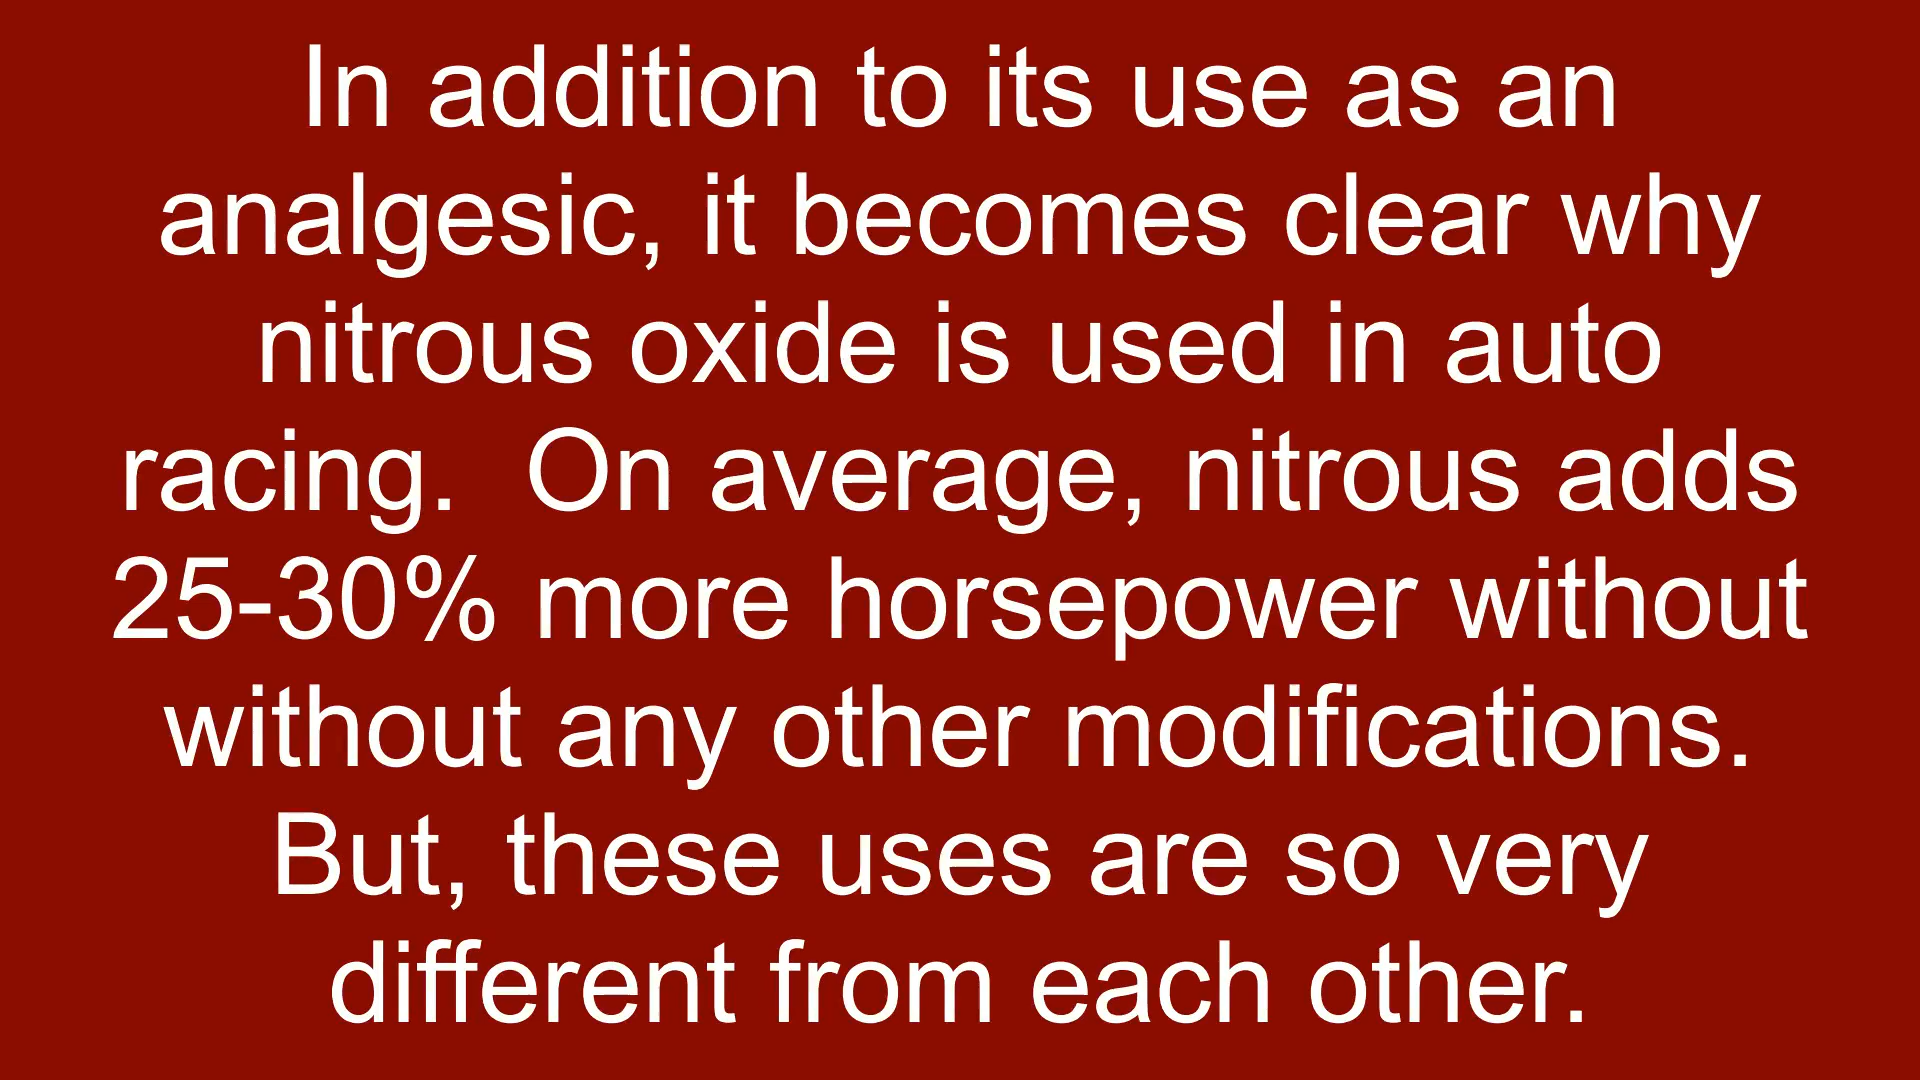 In addition to its use as an
analgesic, it becomes clear why
nitrous oxide is used in auto
racing.  On average, nitrous adds
25-30% more horsepower without
without any other modifications.
But, these uses are so very
different from each other.